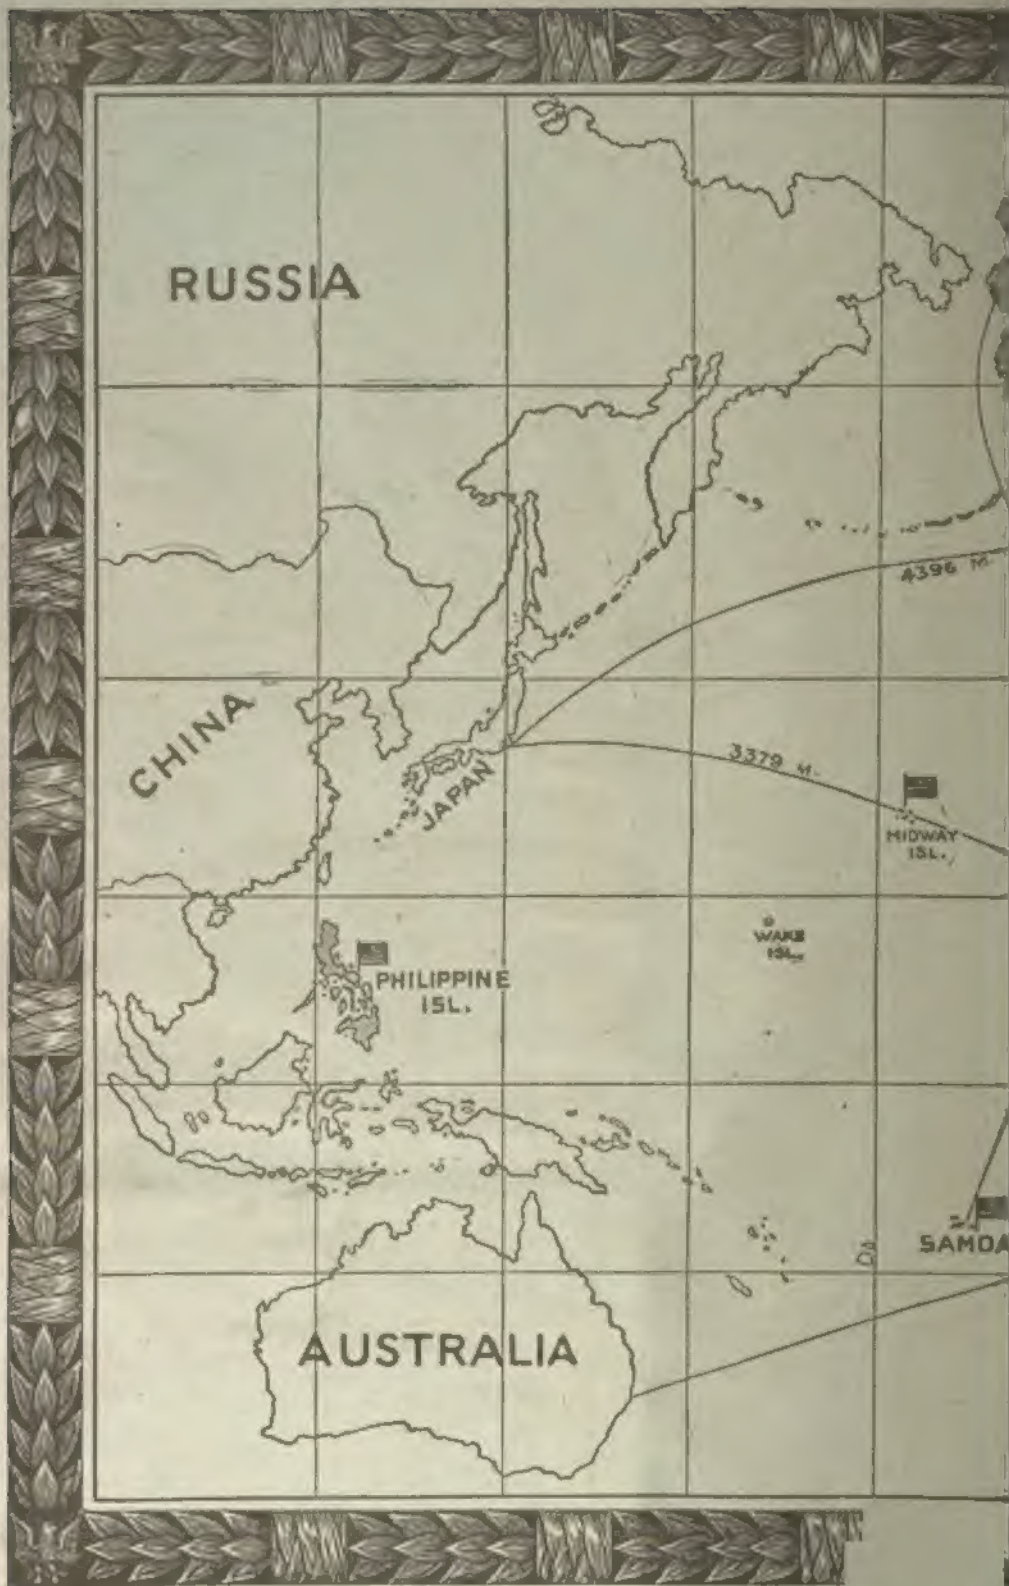 RUSSIA
4396 M.
CHINA
3379 M.
JAPAN
MIDWAY
ISL.
WAKE
ISL.
PHILIPPINE
ISL.
SAMOA
AUSTRALIA